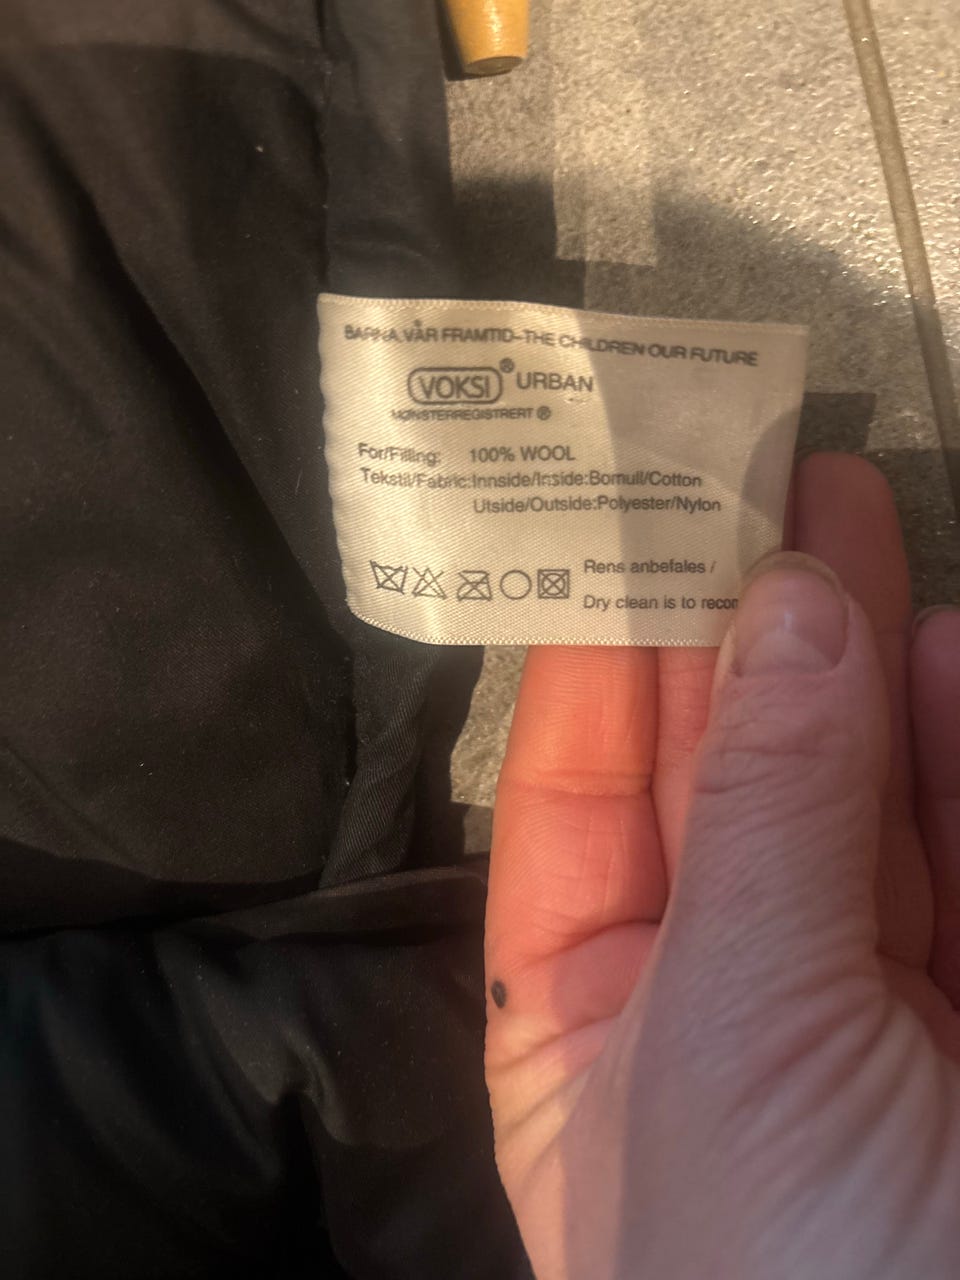 BARNA VÅR FRAMTID-THE CHILDREN OUR FUTURE
VOKSI® URBAN
MØNSTERREGISTRERT ®
For/Filling: 100% WOOL
Tekstil/Fabric:Innside/Inside:Bomull/Cotton
Utside/Outside:Polyester/Nylon
Rens anbefales /
Dry clean is to recom